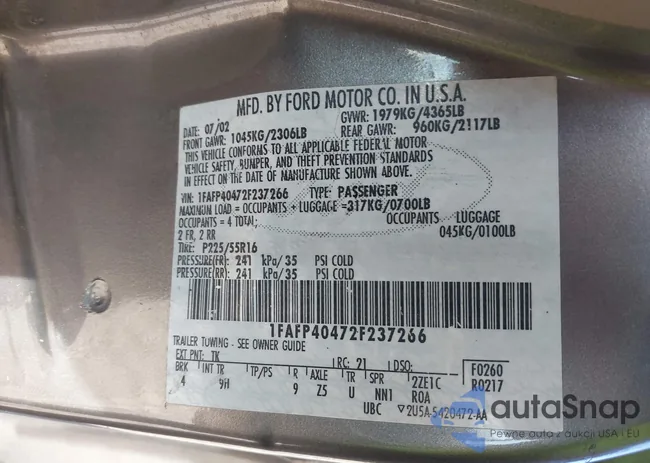 MFD. BY FORD MOTOR CO. IN U.S.A.
DATE: 07/02 GVWR: 1979KG/4365LB
FRONT GAWR: 1045KG/2306LB REAR GAWR: 960KG/2117LB
THIS VEHICLE CONFORMS TO ALL APPLICABLE FEDERAL MOTOR
VEHICLE SAFETY, BUMPER, AND THEFT PREVENTION STANDARDS
IN EFFECT ON THE DATE OF MANUFACTURE SHOWN ABOVE.
VIN: 1FAFP40472F237266 TYPE: PASSENGER
MAXIMUM LOAD = OCCUPANTS + LUGGAGE =317KG/0700LB
OCCUPANTS = 4 TOTAL; OCCUPANTS LUGGAGE
2 FR, 2 RR 045KG/0100LB
TIRE: P225/55R16
PRESSURE(FR): 241 kPa/35 PSI COLD
PRESSURE(RR): 241 kPa/35 PSI COLD
1FAFP40472F237266
TRAILER TOWING - SEE OWNER GUIDE
EXT PNT: TK RC: 21 DSO: F0260
BRK INT TR TP/PS R AXLE TR SPR 2ZE1C R0217
4 9H 9 Z5 U NN1 ROA
UBC ▽2U5A-5420472-AA
autoSnap
Pewne auta z aukcji USA i EU